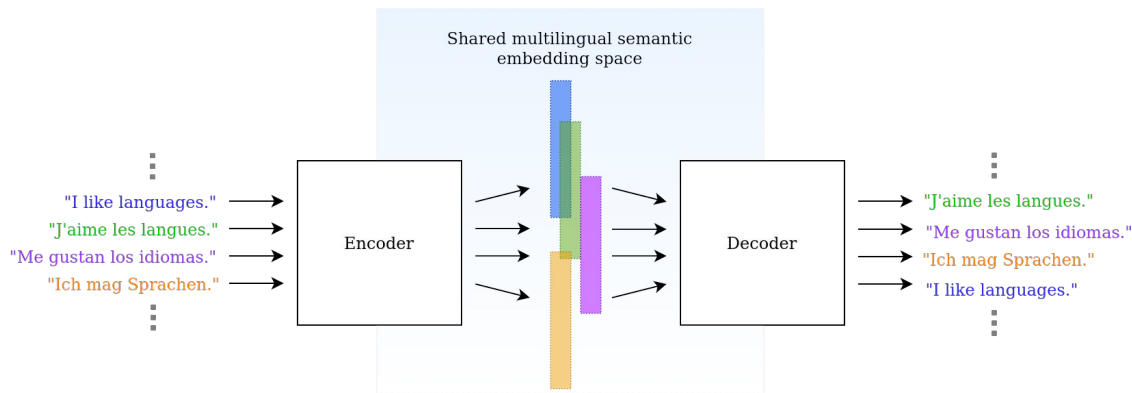 Shared multilingual semantic
embedding space
"I like languages."
"J'aime les langues."
"Me gustan los idiomas."
"Ich mag Sprachen."
Encoder
Decoder
"J'aime les langues."
"Me gustan los idiomas."
"Ich mag Sprachen."
"I like languages."